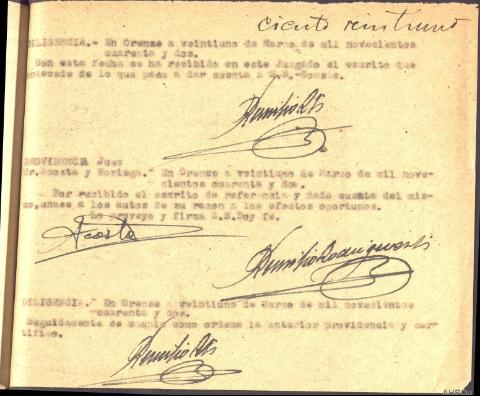 ciento veintiuno
DILIGENCIA.- En Orense a veintiuno de Marzo de mil novecientos
cuarenta y dos.
Con esta fecha se ha recibido en este Juzgado el escrito que
antecede de lo que paso a dar cuenta a S.S.-Consta.
PROVIDENCIA Juez
Sr.Acosta y Noriega." En Orense a veintiuno de Marzo de mil nove-
cientos cuarenta y dos.
Por recibido el escrito de referencia y dada cuenta del mis-
mo,unase a los autos de su razon a los efectos oportunos.
Lo proveyo y firma S.S.Doy fe.
Acosta
DILIGENCIA." En Orense a veintiuno de Marzo de mil novecientos
cuarenta y dos.
Seguidamente se cumple como ordena la anterior providencia y cer-
tifico.